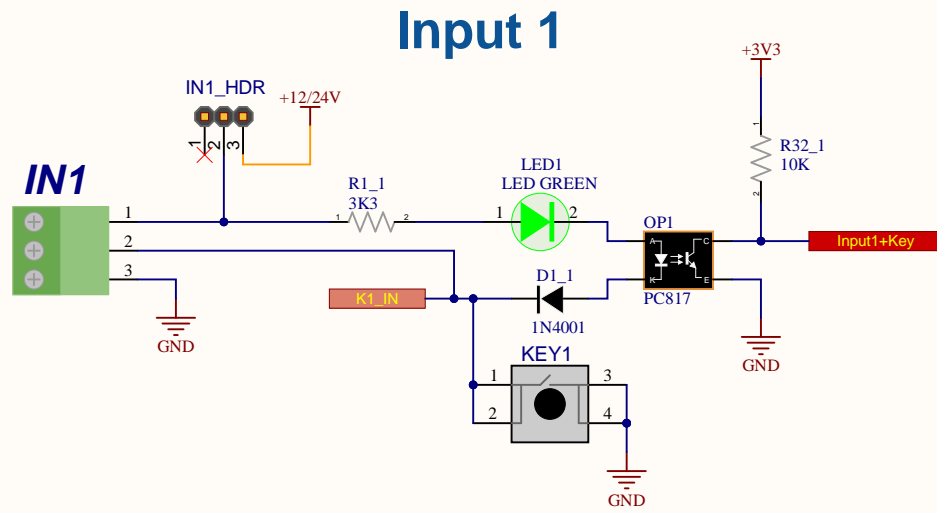 Input 1
+3V3
IN1_HDR
+12/24V
1
2
3
1
2
R32_1
10K
IN1
R1_1
3K3
LED1
LED GREEN
1
2
3
1
2
1
2
OP1
A
C
K
E
PC817
Input1+Key
K1_IN
D1_1
1N4001
GND
GND
KEY1
1
2
3
4
GND